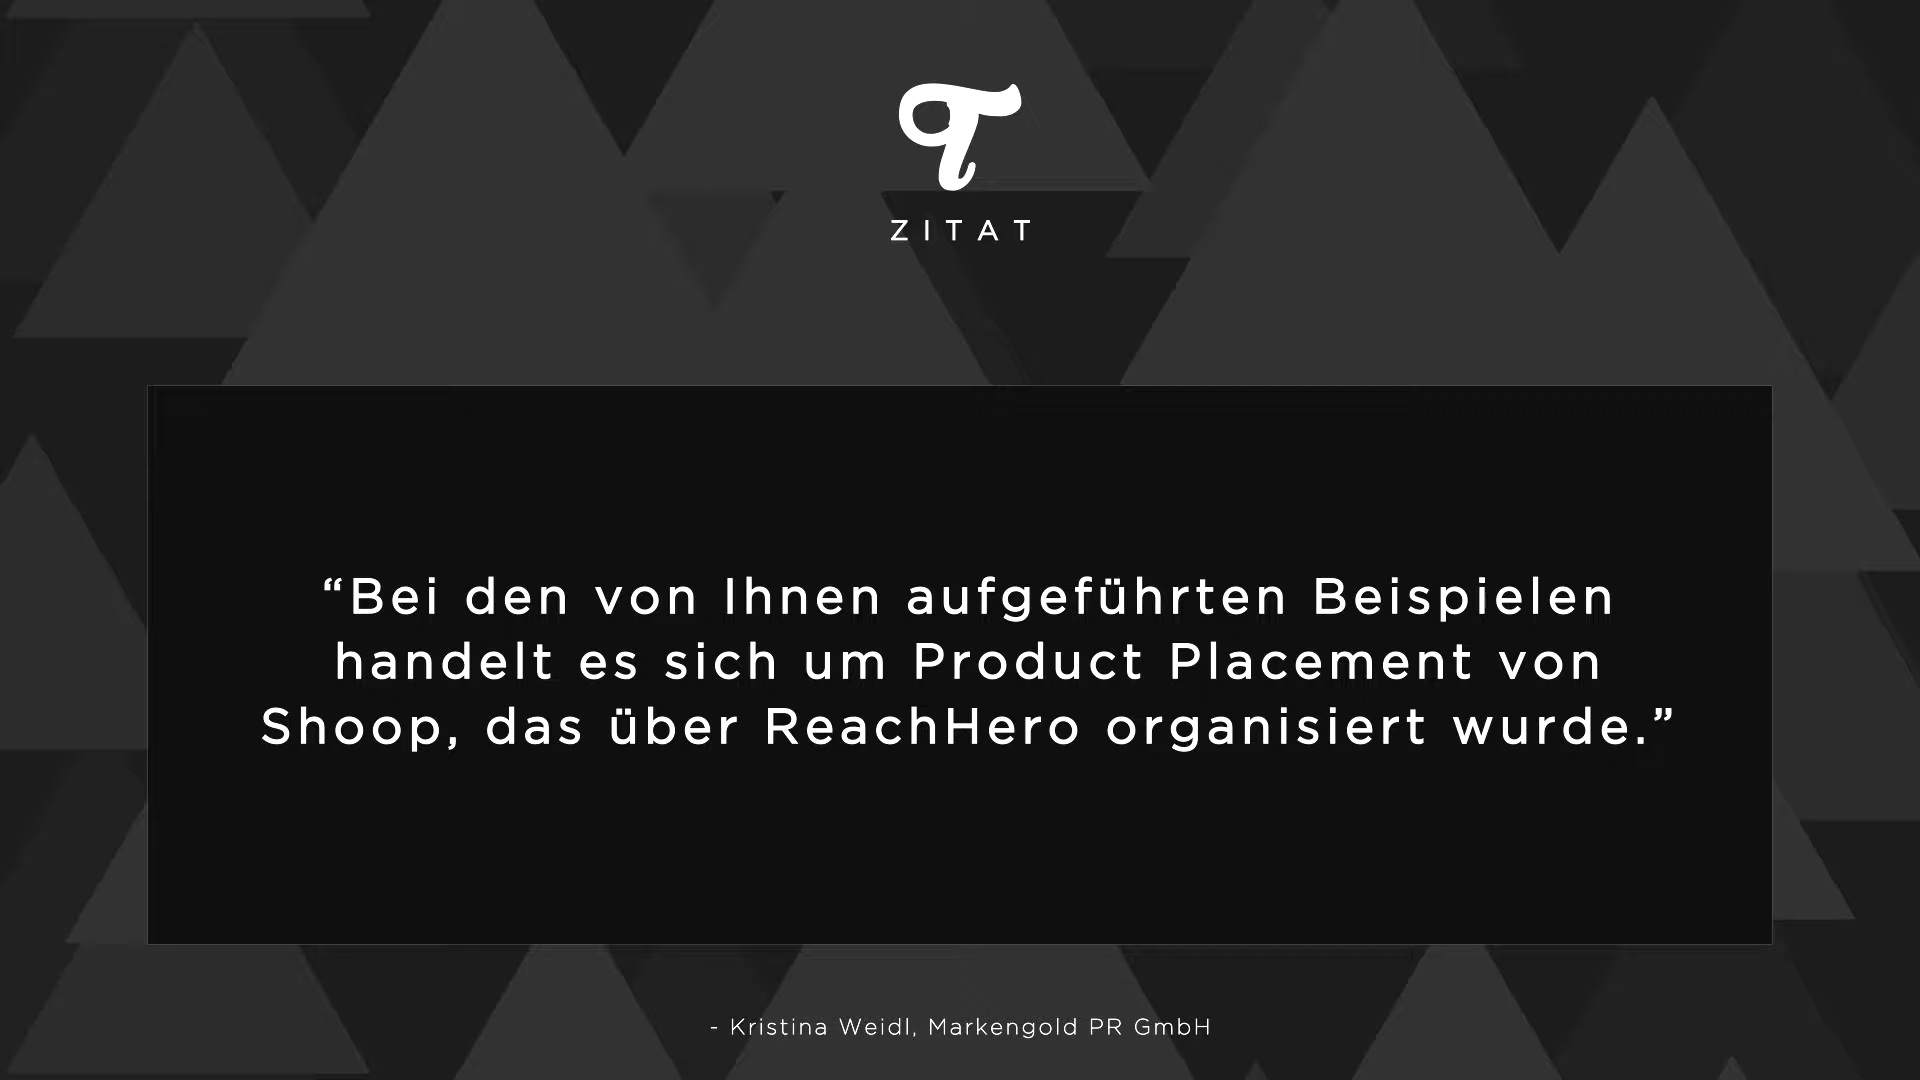 ZITAT
“Bei den von Ihnen aufgeführten Beispielen
handelt es sich um Product Placement von
Shoop, das über ReachHero organisiert wurde.”
- Kristina Weidl, Markengold PR GmbH